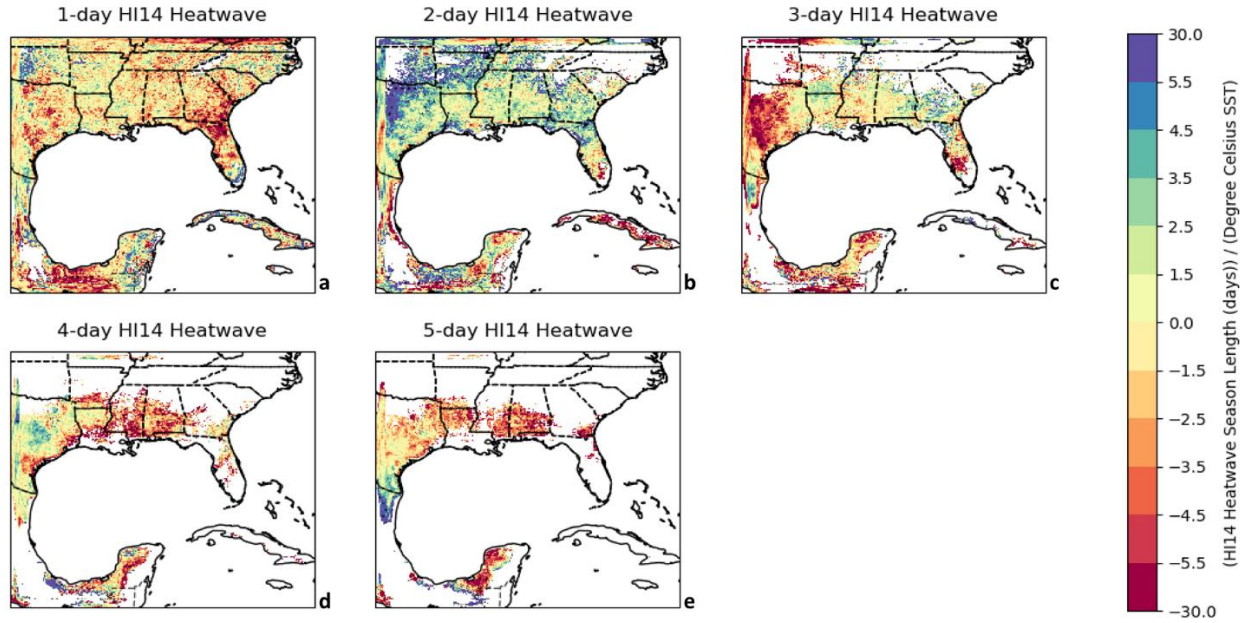 1-day HI14 Heatwave
2-day HI14 Heatwave
3-day HI14 Heatwave
a
b
c
4-day HI14 Heatwave
5-day HI14 Heatwave
d
e
30.0
5.5
4.5
3.5
2.5
1.5
0.0
−1.5
−2.5
−3.5
−4.5
−5.5
−30.0
(HI14 Heatwave Season Length (days)) / (Degree Celsius SST)